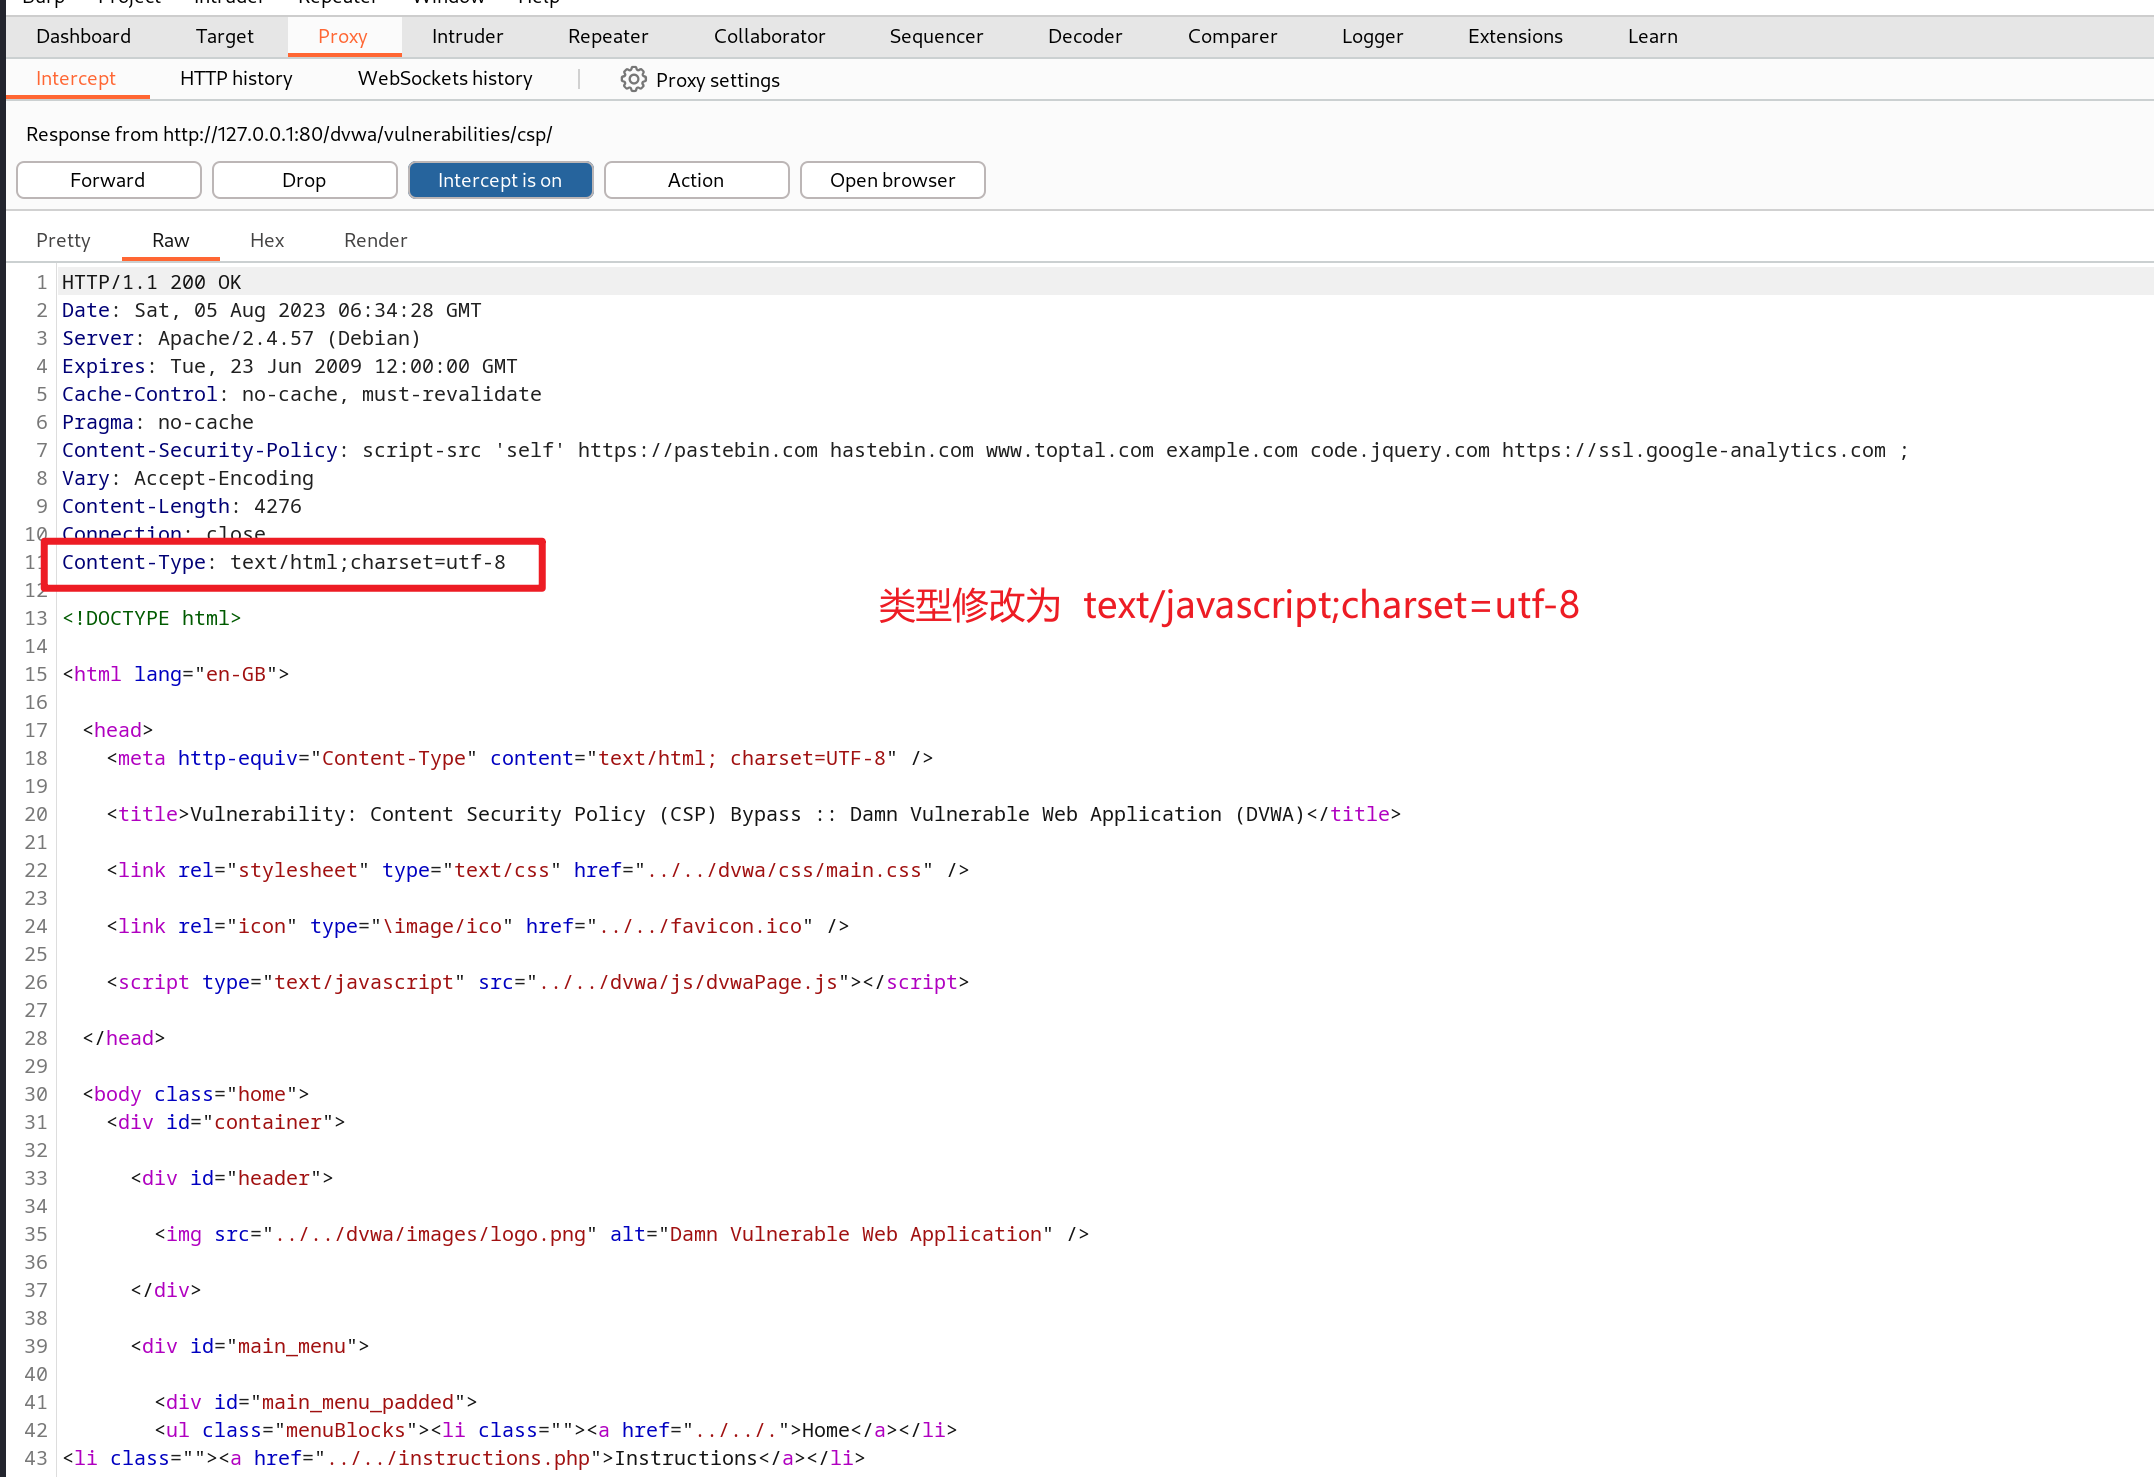 Burp Project Intruder Repeater Window Help
Dashboard Target Proxy Intruder Repeater Collaborator Sequencer Decoder Comparer Logger Extensions Learn
Intercept HTTP history WebSockets history Proxy settings
Response from http://127.0.0.1:80/dvwa/vulnerabilities/csp/
Forward Drop Intercept is on Action Open browser
Pretty Raw Hex Render
1 HTTP/1.1 200 OK
2 Date: Sat, 05 Aug 2023 06:34:28 GMT
3 Server: Apache/2.4.57 (Debian)
4 Expires: Tue, 23 Jun 2009 12:00:00 GMT
5 Cache-Control: no-cache, must-revalidate
6 Pragma: no-cache
7 Content-Security-Policy: script-src 'self' https://pastebin.com hastebin.com www.toptal.com example.com code.jquery.com https://ssl.google-analytics.com ;
8 Vary: Accept-Encoding
9 Content-Length: 4276
10 Connection: close
11 Content-Type: text/html;charset=utf-8
12
类型修改为 text/javascript;charset=utf-8
13 <!DOCTYPE html>
14
15 <html lang="en-GB">
16
17 <head>
18 <meta http-equiv="Content-Type" content="text/html; charset=UTF-8" />
19
20 <title>Vulnerability: Content Security Policy (CSP) Bypass :: Damn Vulnerable Web Application (DVWA)</title>
21
22 <link rel="stylesheet" type="text/css" href="../../dvwa/css/main.css" />
23
24 <link rel="icon" type="\image/ico" href="../../favicon.ico" />
25
26 <script type="text/javascript" src="../../dvwa/js/dvwaPage.js"></script>
27
28 </head>
29
30 <body class="home">
31 <div id="container">
32
33 <div id="header">
34
35 <img src="../../dvwa/images/logo.png" alt="Damn Vulnerable Web Application" />
36
37 </div>
38
39 <div id="main_menu">
40
41 <div id="main_menu_padded">
42 <ul class="menuBlocks"><li class=""><a href="../../.">Home</a></li>
43 <li class=""><a href="../../instructions.php">Instructions</a></li>